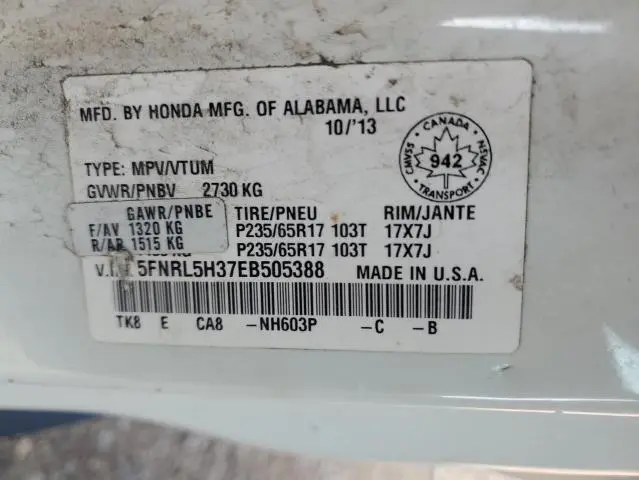 MFD. BY HONDA MFG. OF ALABAMA, LLC
10/'13
CANADA
CMVSS 942 NSVAC
TRANSPORT
TYPE: MPV/VTUM
GVWR/PNBV 2730 KG
GAWR/PNBE TIRE/PNEU RIM/JANTE
F/AV 1320 KG P235/65R17 103T 17X7J
R/AR 1515 KG P235/65R17 103T 17X7J
5FNRL5H37EB505388 MADE IN U.S.A.
TK8 E CA8 -NH603P -C -B